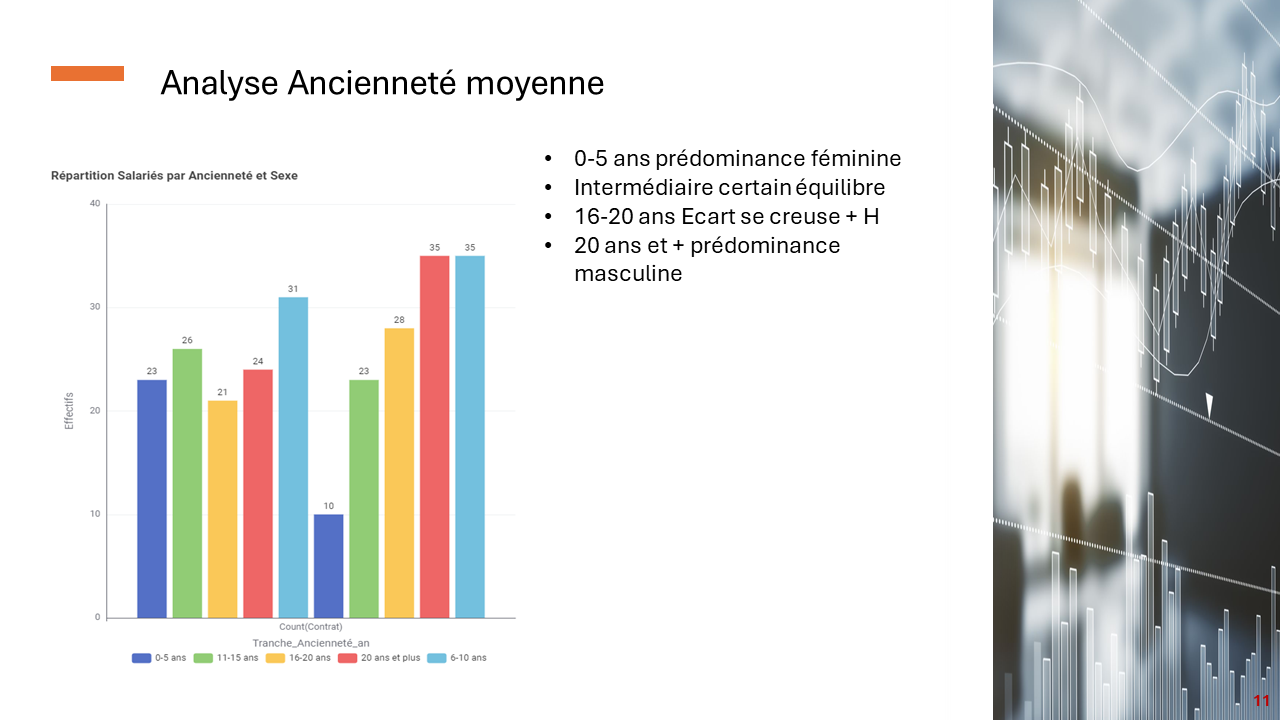 Analyse Ancienneté moyenne
• 0-5 ans prédominance féminine
• Intermédiaire certain équilibre
• 16-20 ans Ecart se creuse + H
• 20 ans et + prédominance
masculine
Répartition Salariés par Ancienneté et Sexe
40
30
20
10
0
Effectifs
23
26
21
24
31
10
23
28
35
35
Count(Contrat)
Tranche_Ancienneté_an
0-5 ans 11-15 ans 16-20 ans 20 ans et plus 6-10 ans
11